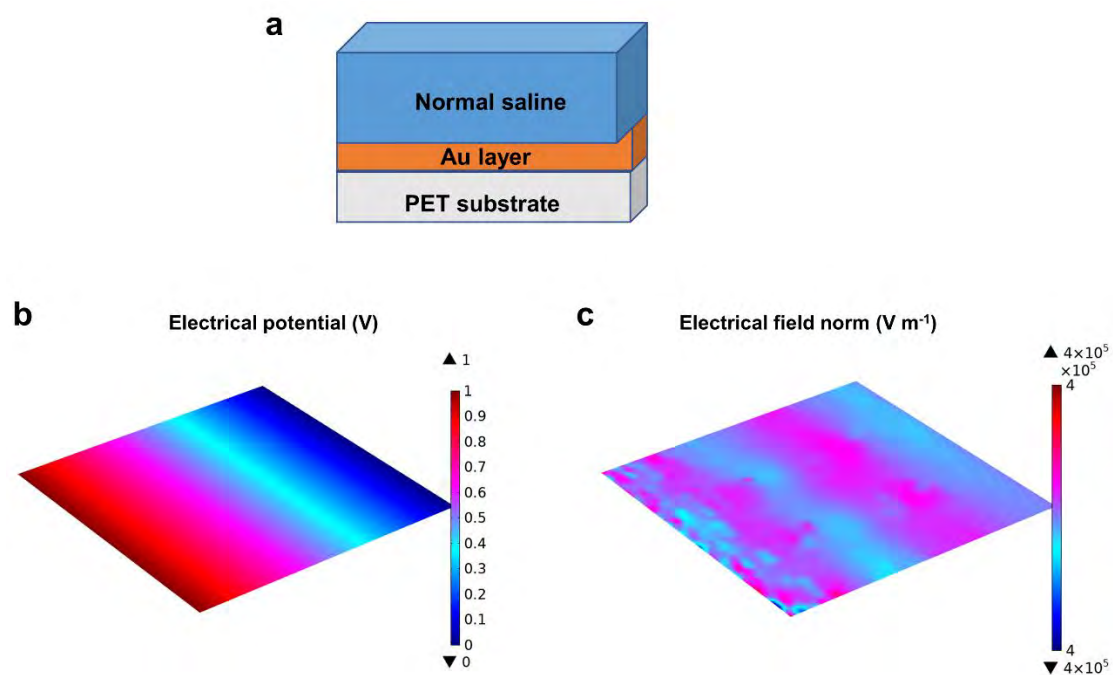 a
Normal saline
Au layer
PET substrate
b
Electrical potential (V)
▲ 1
1
0.9
0.8
0.7
0.6
0.5
0.4
0.3
0.2
0.1
0
▼ 0
c
Electrical field norm (V m⁻¹)
▲ 4×10⁵
×10⁵
4
4
▼ 4×10⁵